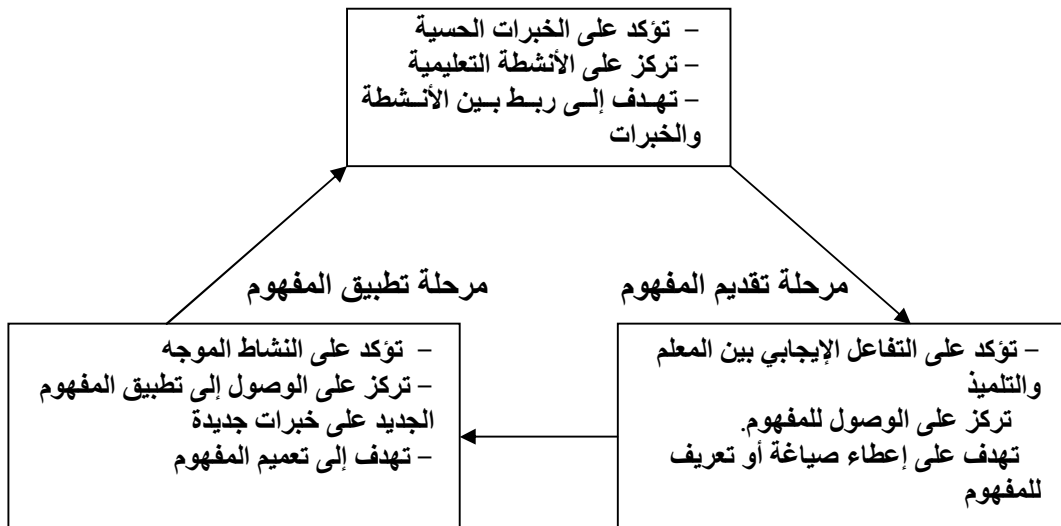 – تؤكد على الخبرات الحسية
– تركز على الأنشطة التعليمية
– تهدف إلى ربط بين الأنشطة
والخبرات
مرحلة تقديم المفهوم
مرحلة تطبيق المفهوم
– تؤكد على التفاعل الإيجابي بين المعلم
والتلميذ
تركز على الوصول للمفهوم.
تهدف على إعطاء صياغة أو تعريف
للمفهوم
– تؤكد على النشاط الموجه
– تركز على الوصول إلى تطبيق المفهوم
الجديد على خبرات جديدة
– تهدف إلى تعميم المفهوم